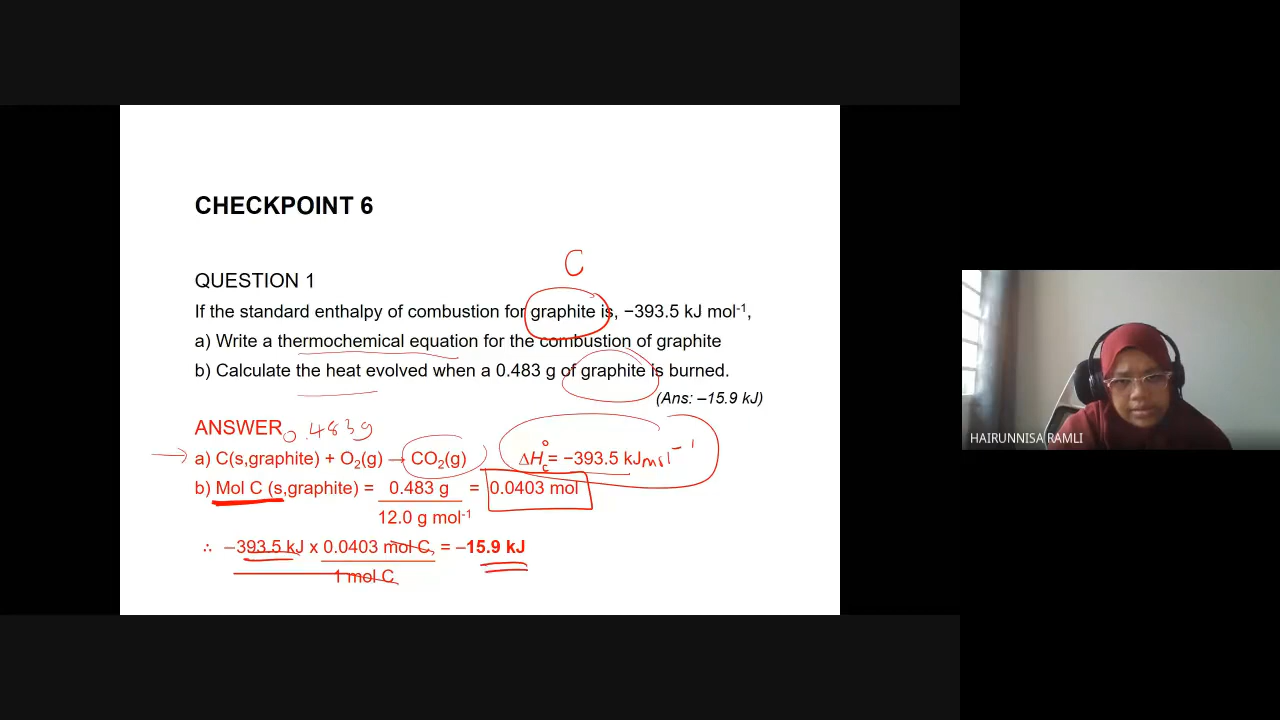 CHECKPOINT 6
C
QUESTION 1
If the standard enthalpy of combustion for graphite is, −393.5 kJ mol⁻¹,
a) Write a thermochemical equation for the combustion of graphite
b) Calculate the heat evolved when a 0.483 g of graphite is burned.
(Ans: –15.9 kJ)
ANSWER 0.483g
a) C(s,graphite) + O₂(g) → CO₂(g) ΔH°c = −393.5 kJ mol⁻¹
b) Mol C (s,graphite) = 0.483 g = 0.0403 mol
12.0 g mol⁻¹
∴ −393.5 kJ x 0.0403 mol C = –15.9 kJ
1 mol C
HAIRUNNISA RAMLI